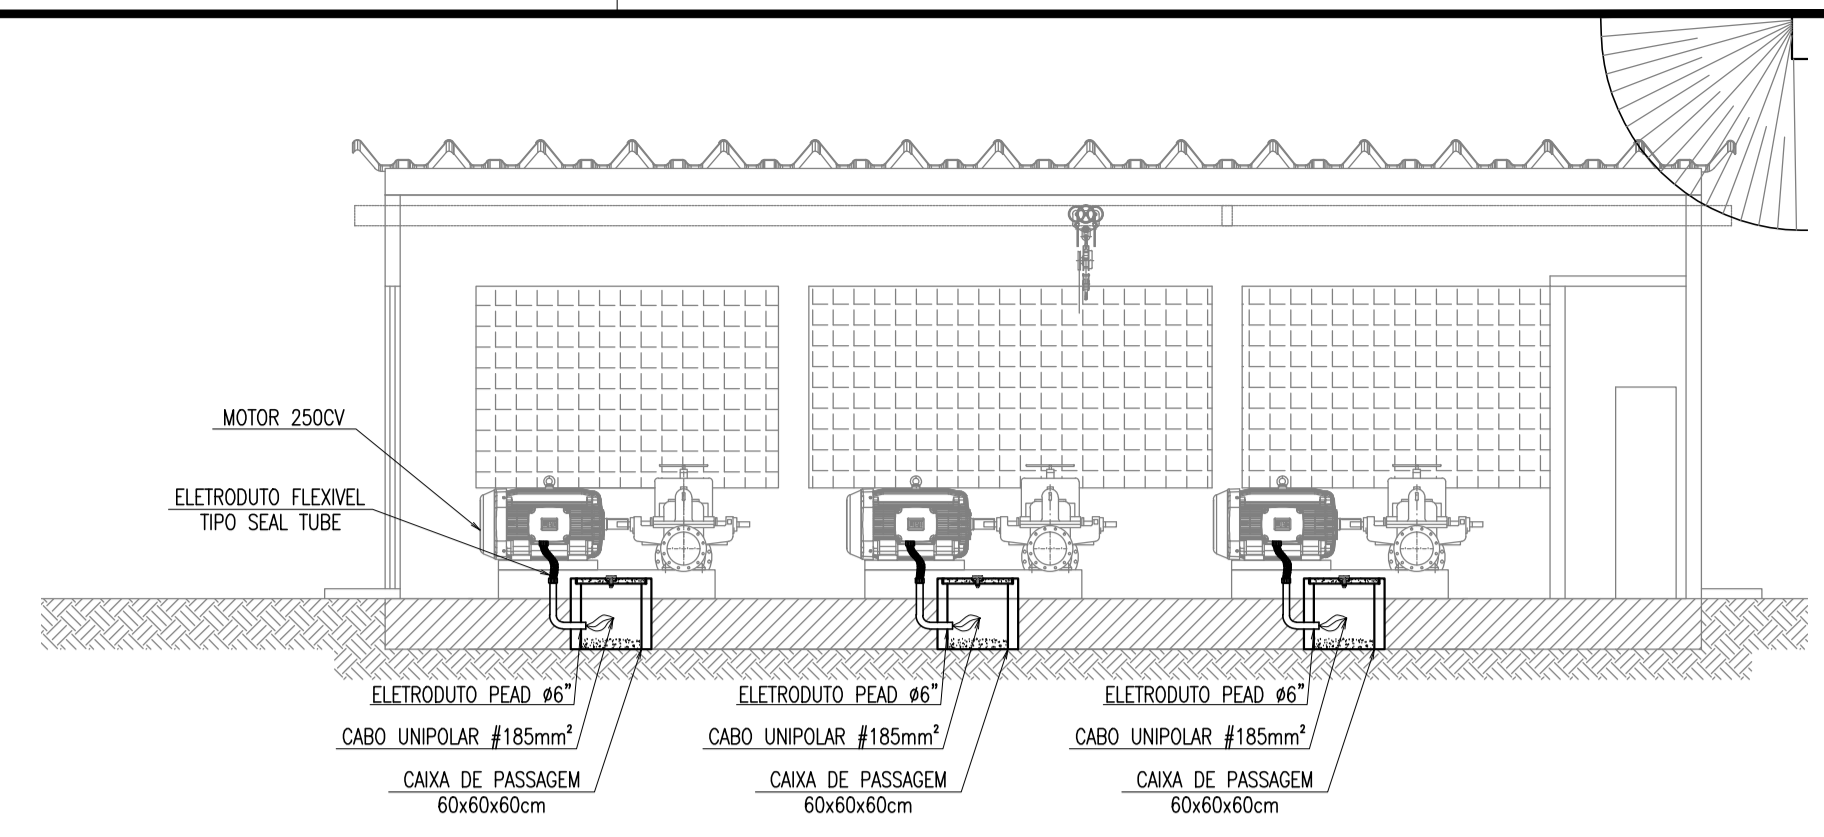 MOTOR 250CV
ELETRODUTO FLEXIVEL
TIPO SEAL TUBE
ELETRODUTO PEAD ø6”
CABO UNIPOLAR #185mm²
CAIXA DE PASSAGEM
60x60x60cm
ELETRODUTO PEAD ø6”
CABO UNIPOLAR #185mm²
CAIXA DE PASSAGEM
60x60x60cm
ELETRODUTO PEAD ø6”
CABO UNIPOLAR #185mm²
CAIXA DE PASSAGEM
60x60x60cm